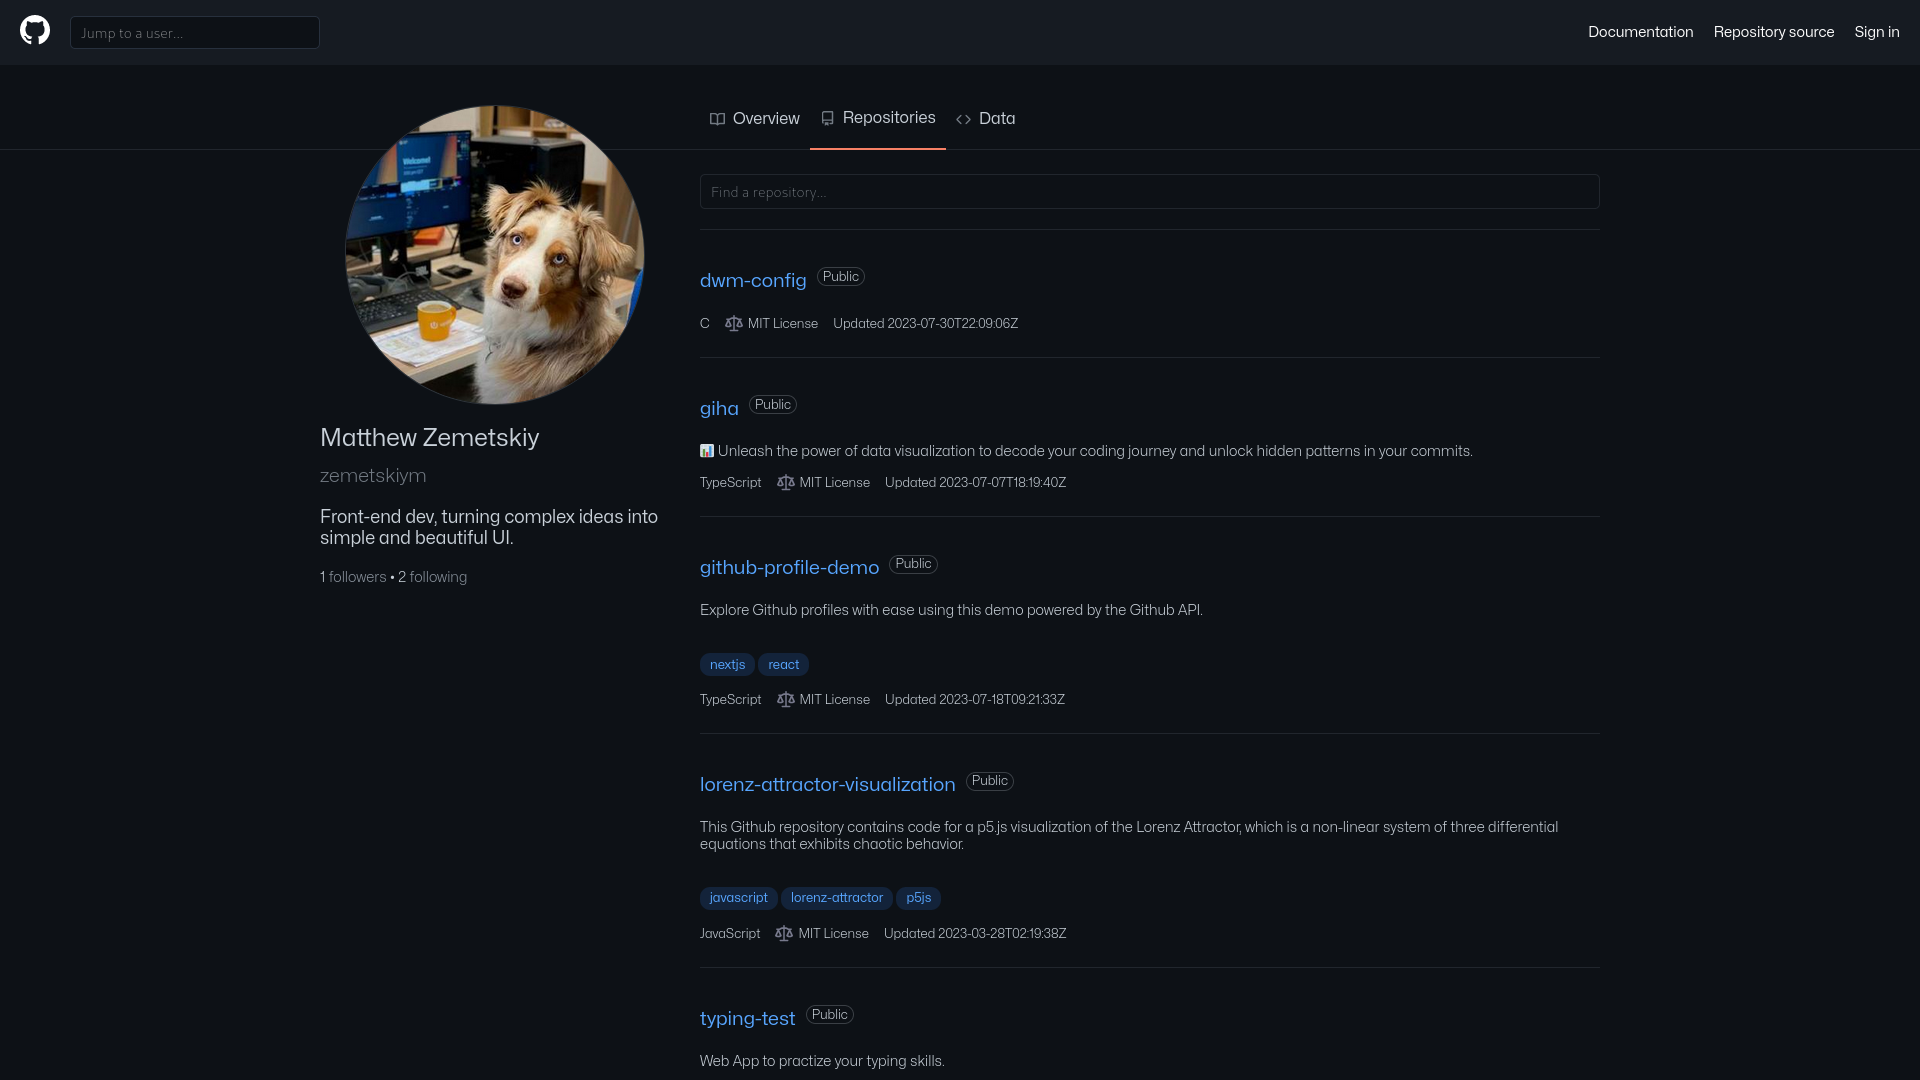 Jump to a user...
Documentation
Repository source
Sign in
Overview
Repositories
Data
Find a repository...
Welcome!
Matthew Zemetskiy
zemetskiym
Front-end dev, turning complex ideas into
simple and beautiful UI.
1 followers • 2 following
dwm-config Public
C MIT License Updated 2023-07-30T22:09:06Z
giha Public
📊 Unleash the power of data visualization to decode your coding journey and unlock hidden patterns in your commits.
TypeScript MIT License Updated 2023-07-07T18:19:40Z
github-profile-demo Public
Explore Github profiles with ease using this demo powered by the Github API.
nextjs react
TypeScript MIT License Updated 2023-07-18T09:21:33Z
lorenz-attractor-visualization Public
This Github repository contains code for a p5.js visualization of the Lorenz Attractor, which is a non-linear system of three differential
equations that exhibits chaotic behavior.
javascript lorenz-attractor p5js
JavaScript MIT License Updated 2023-03-28T02:19:38Z
typing-test Public
Web App to practize your typing skills.